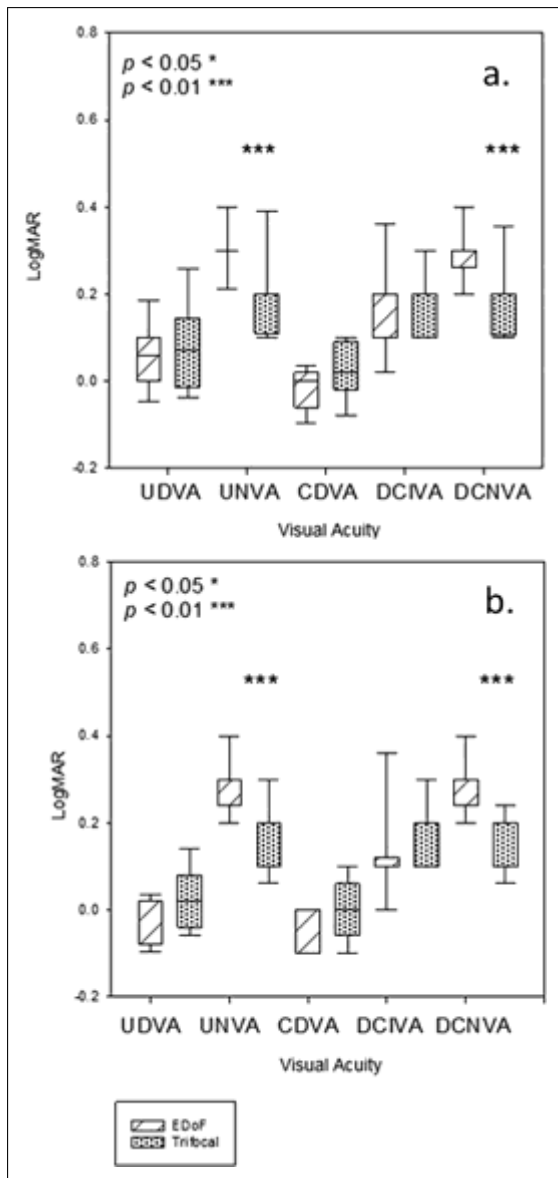 0.8
p < 0.05 *
p < 0.01 ***
a.
0.6
***
***
0.4
LogMAR
0.2
0.0
-0.2
UDVA UNVA CDVA DCIVA DCNVA
Visual Acuity
0.8
p < 0.05 *
p < 0.01 ***
b.
0.6
***
***
0.4
LogMAR
0.2
0.0
-0.2
UDVA UNVA CDVA DCIVA DCNVA
Visual Acuity
EDoF
Trifocal